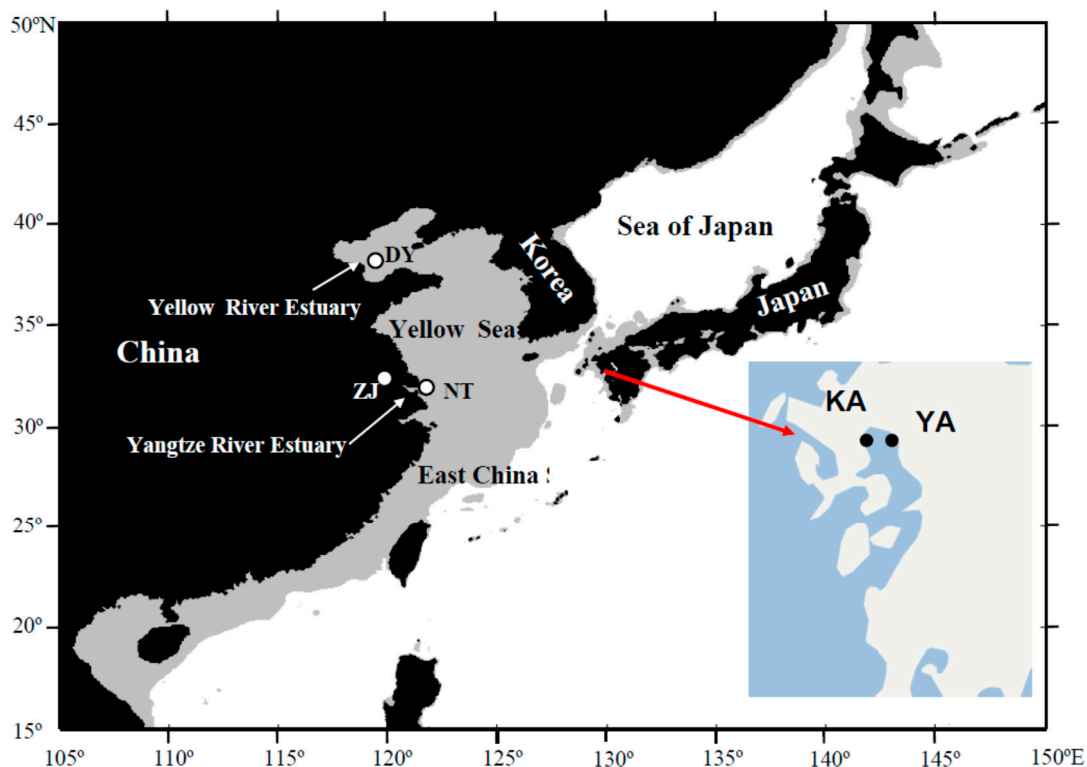 50ºN
45º
40º
35º
30º
25º
20º
15º
105º
110º
115º
120º
125º
130º
135º
140º
145º
150ºE
Sea of Japan
Korea
Japan
DY
Yellow River Estuary
Yellow Sea
China
ZJ
NT
Yangtze River Estuary
East China
KA
YA